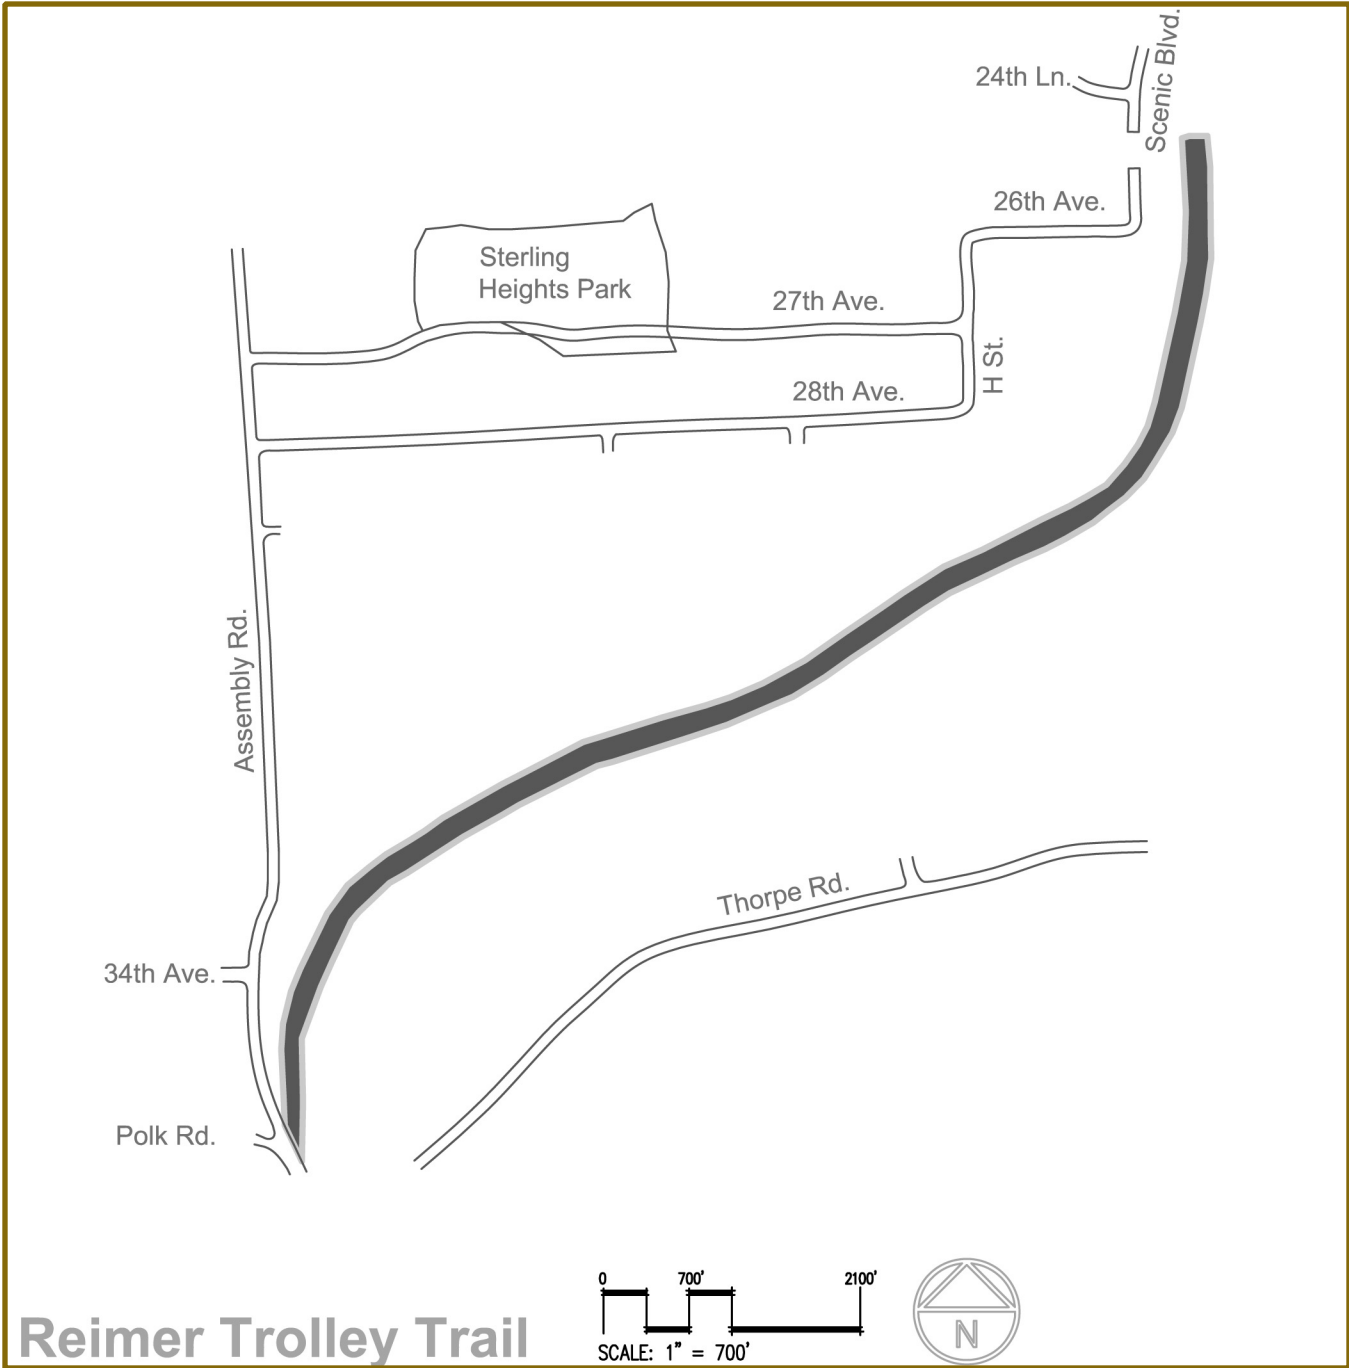 24th Ln.
Scenic Blvd.
26th Ave.
Sterling
Heights Park
27th Ave.
H St.
28th Ave.
Assembly Rd.
Thorpe Rd.
34th Ave.
Polk Rd.
0 700' 2100'
SCALE: 1" = 700'
N
Reimer Trolley Trail